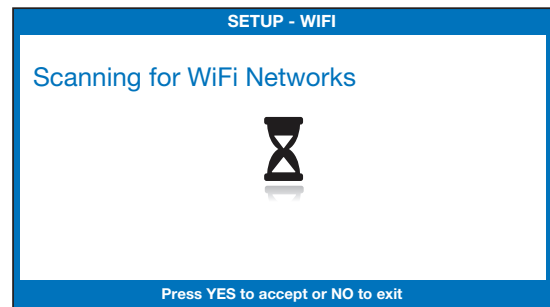 SETUP - WIFI
Scanning for WiFi Networks
Press YES to accept or NO to exit